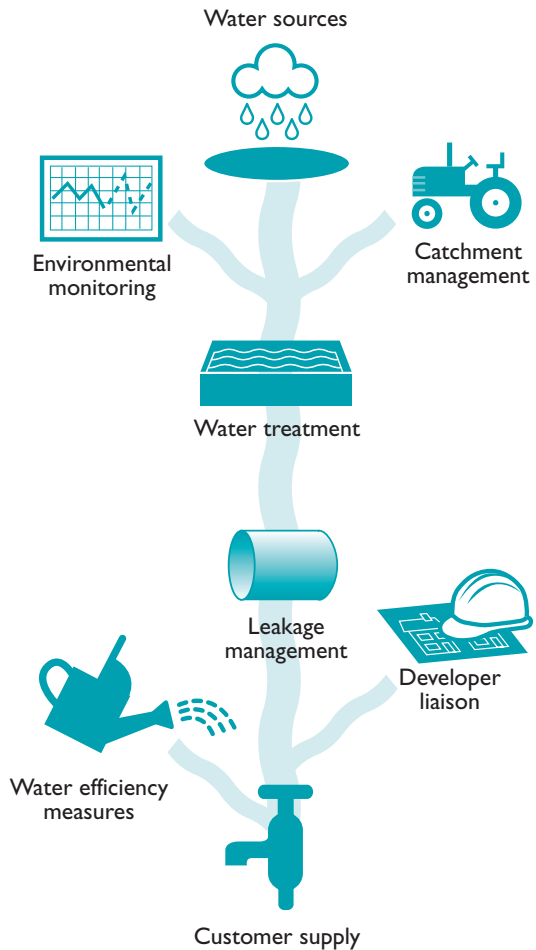 Water sources
Environmental
monitoring
Catchment
management
Water treatment
Leakage
management
Developer
liaison
Water efficiency
measures
Customer supply